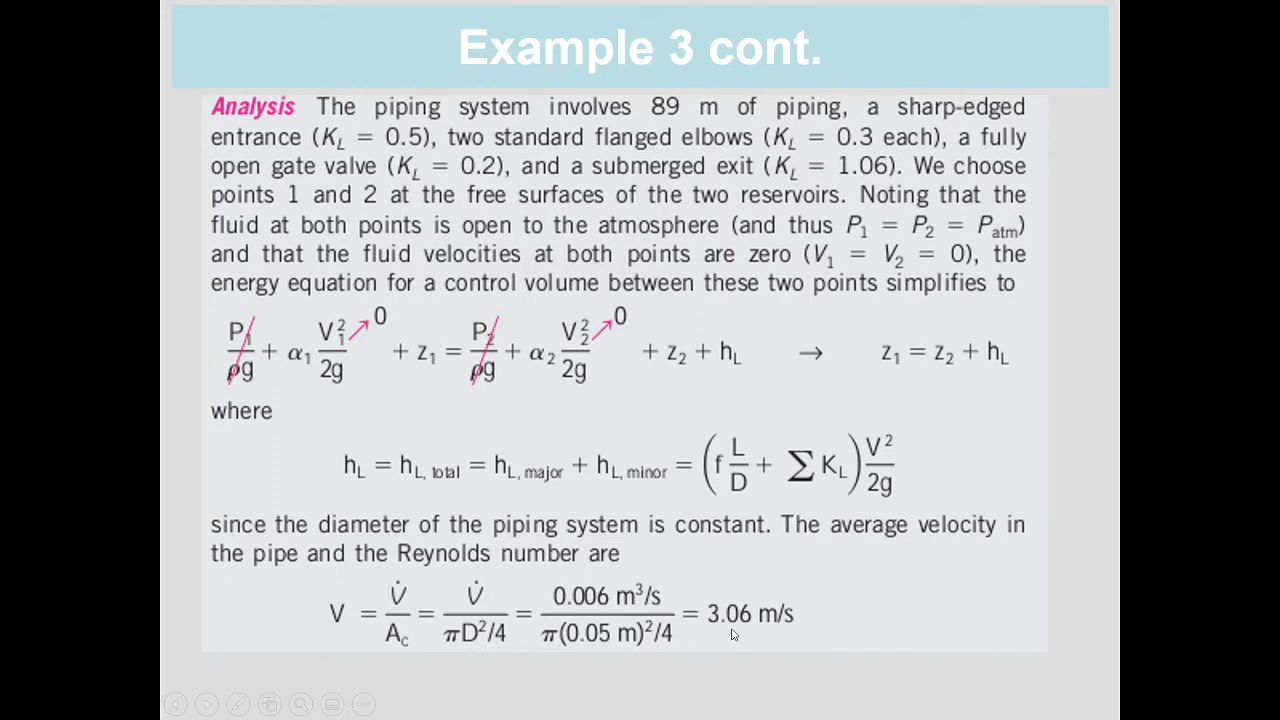 Example 3 cont.
Analysis The piping system involves 89 m of piping, a sharp-edged
entrance (K_L = 0.5), two standard flanged elbows (K_L = 0.3 each), a fully
open gate valve (K_L = 0.2), and a submerged exit (K_L = 1.06). We choose
points 1 and 2 at the free surfaces of the two reservoirs. Noting that the
fluid at both points is open to the atmosphere (and thus P_1 = P_2 = P_atm)
and that the fluid velocities at both points are zero (V_1 = V_2 = 0), the
energy equation for a control volume between these two points simplifies to
P_1/ρg + α_1 V_1^2/2g ↗0 + z_1 = P_2/ρg + α_2 V_2^2/2g ↗0 + z_2 + h_L → z_1 = z_2 + h_L
where
h_L = h_L, total = h_L, major + h_L, minor = (f L/D + ∑ K_L) V^2/2g
since the diameter of the piping system is constant. The average velocity in
the pipe and the Reynolds number are
V = V̇/A_c = V̇/πD^2/4 = 0.006 m^3/s / π(0.05 m)^2/4 = 3.06 m/s